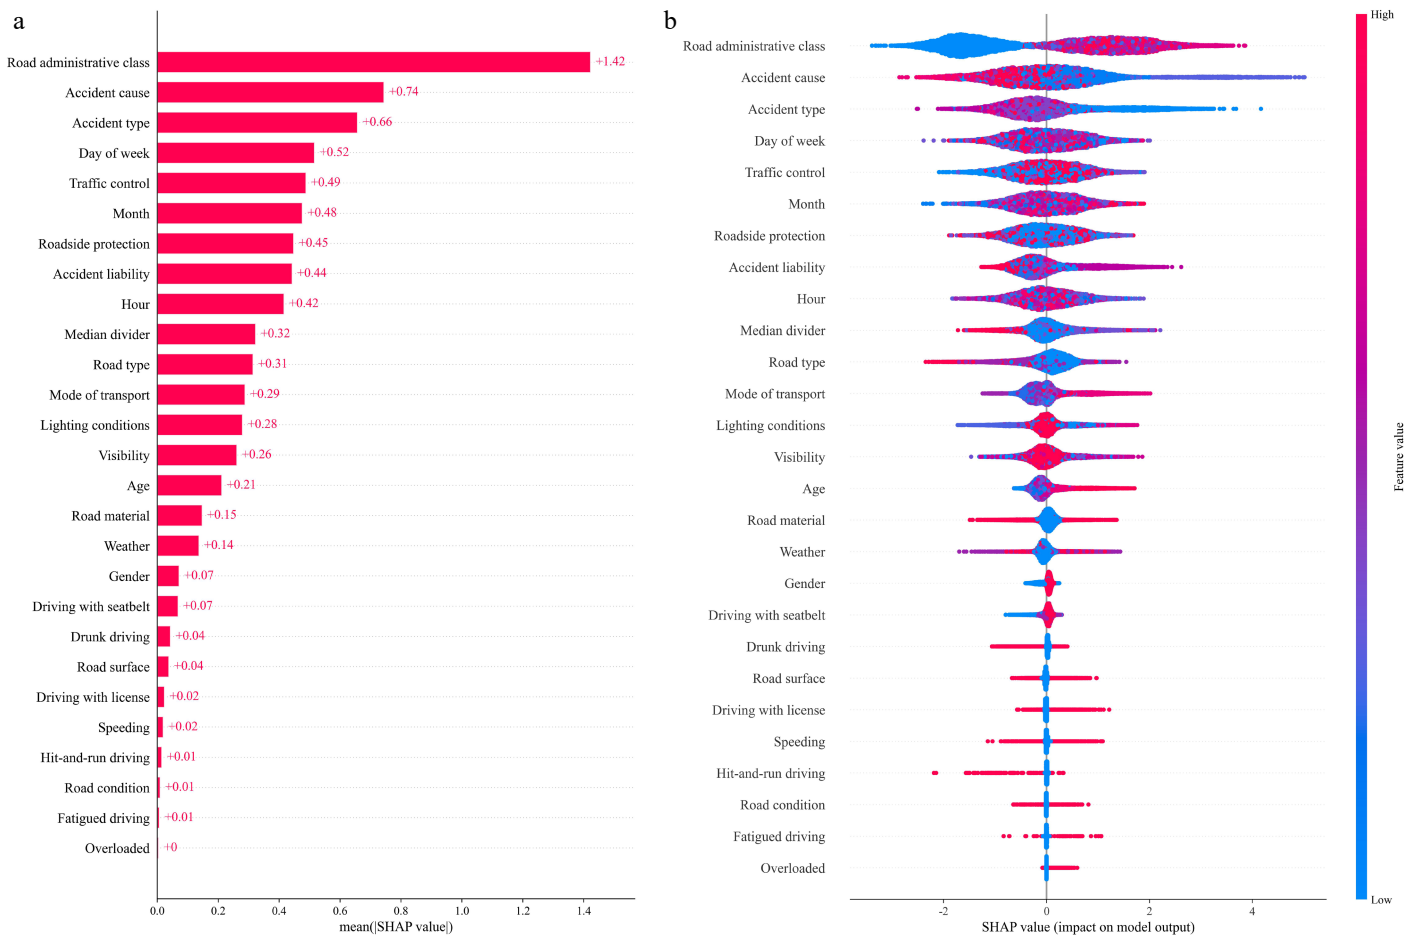 a
Road administrative class +1.42
Accident cause +0.74
Accident type +0.66
Day of week +0.52
Traffic control +0.49
Month +0.48
Roadside protection +0.45
Accident liability +0.44
Hour +0.42
Median divider +0.32
Road type +0.31
Mode of transport +0.29
Lighting conditions +0.28
Visibility +0.26
Age +0.21
Road material +0.15
Weather +0.14
Gender +0.07
Driving with seatbelt +0.07
Drunk driving +0.04
Road surface +0.04
Driving with license +0.02
Speeding +0.02
Hit-and-run driving +0.01
Road condition +0.01
Fatigued driving +0.01
Overloaded +0
0.0 0.2 0.4 0.6 0.8 1.0 1.2 1.4
mean(|SHAP value|)
b
Road administrative class
Accident cause
Accident type
Day of week
Traffic control
Month
Roadside protection
Accident liability
Hour
Median divider
Road type
Mode of transport
Lighting conditions
Visibility
Age
Road material
Weather
Gender
Driving with seatbelt
Drunk driving
Road surface
Driving with license
Speeding
Hit-and-run driving
Road condition
Fatigued driving
Overloaded
-2 0 2 4
SHAP value (impact on model output)
High
Feature value
Low